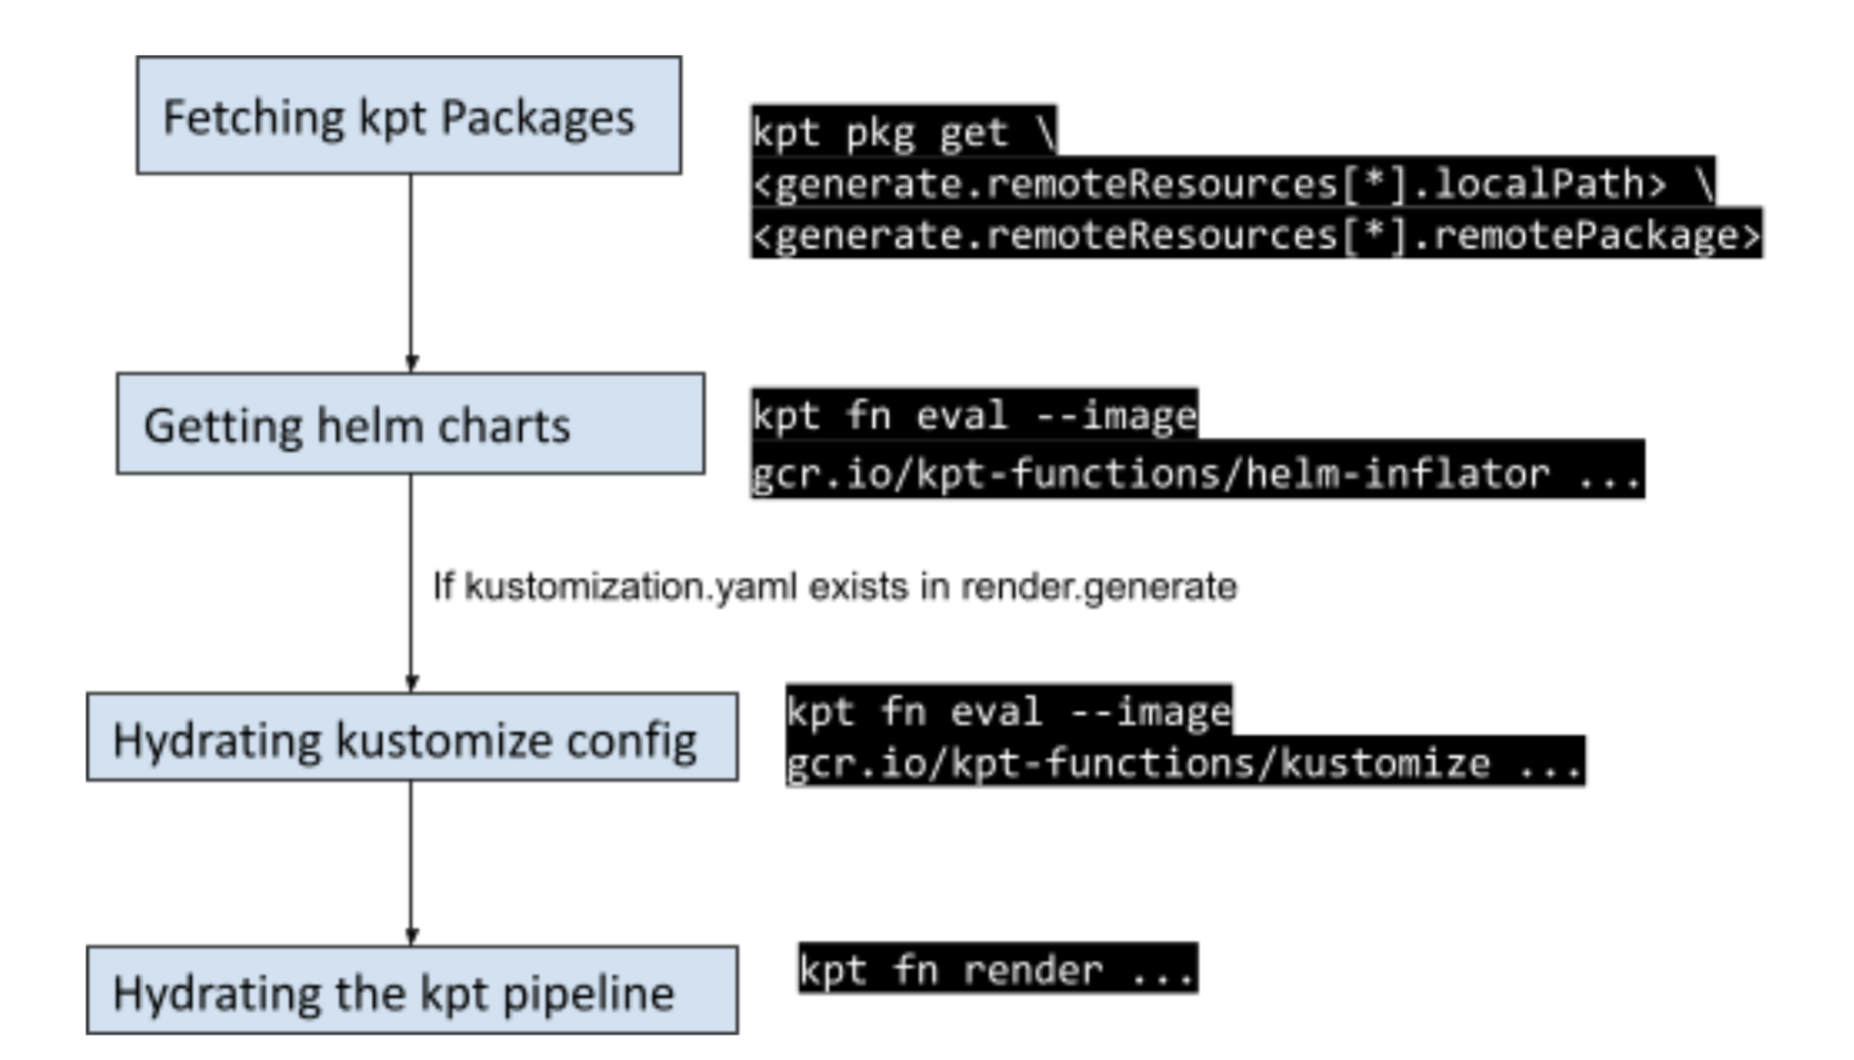 Fetching kpt Packages
kpt pkg get \
<generate.remoteResources[*].localPath> \
<generate.remoteResources[*].remotePackage>
Getting helm charts
kpt fn eval --image
gcr.io/kpt-functions/helm-inflator ...
If kustomization.yaml exists in render.generate
Hydrating kustomize config
kpt fn eval --image
gcr.io/kpt-functions/kustomize ...
Hydrating the kpt pipeline
kpt fn render ...